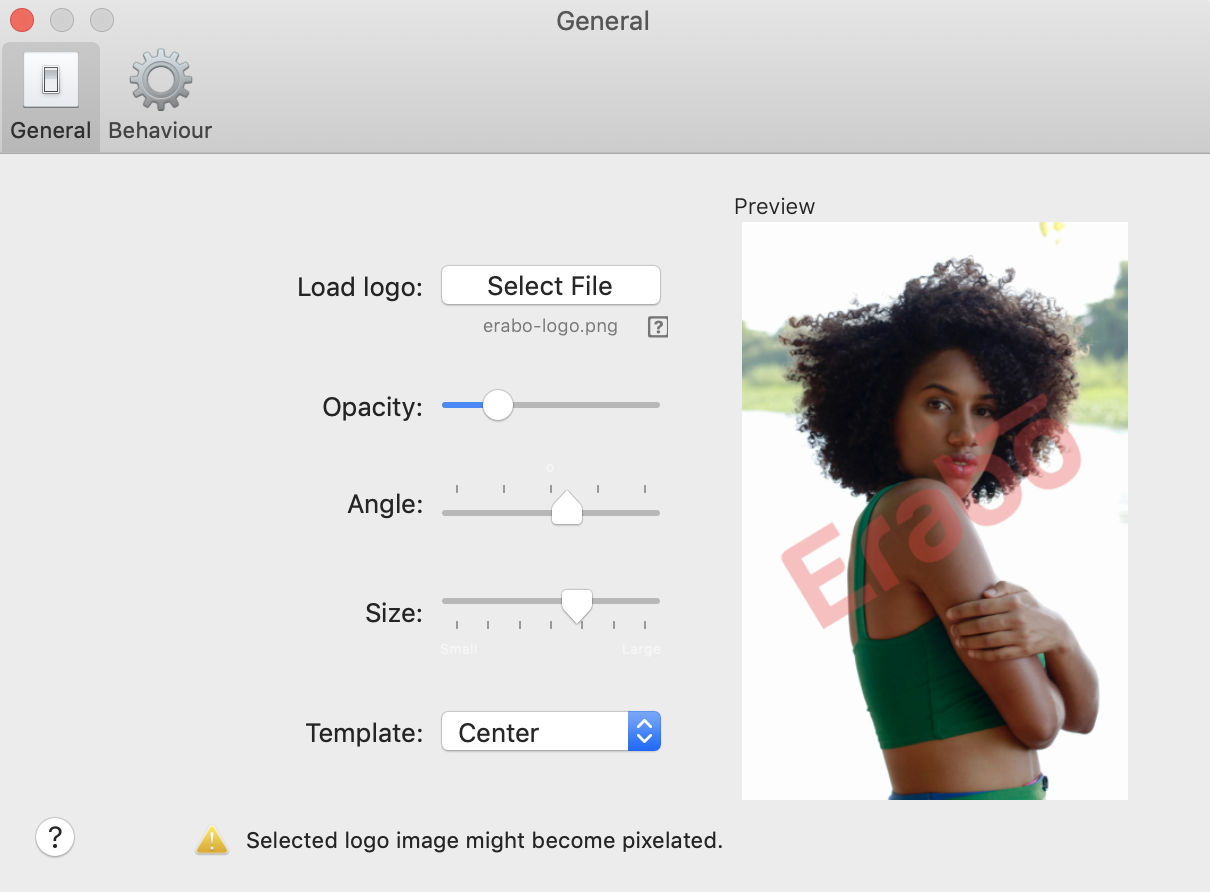 General
General
Behaviour
Preview
Load logo:
Select File
erabo-logo.png
?
Opacity:
0
Angle:
Size:
Small
Large
Template:
Center
Erabo
?
Selected logo image might become pixelated.